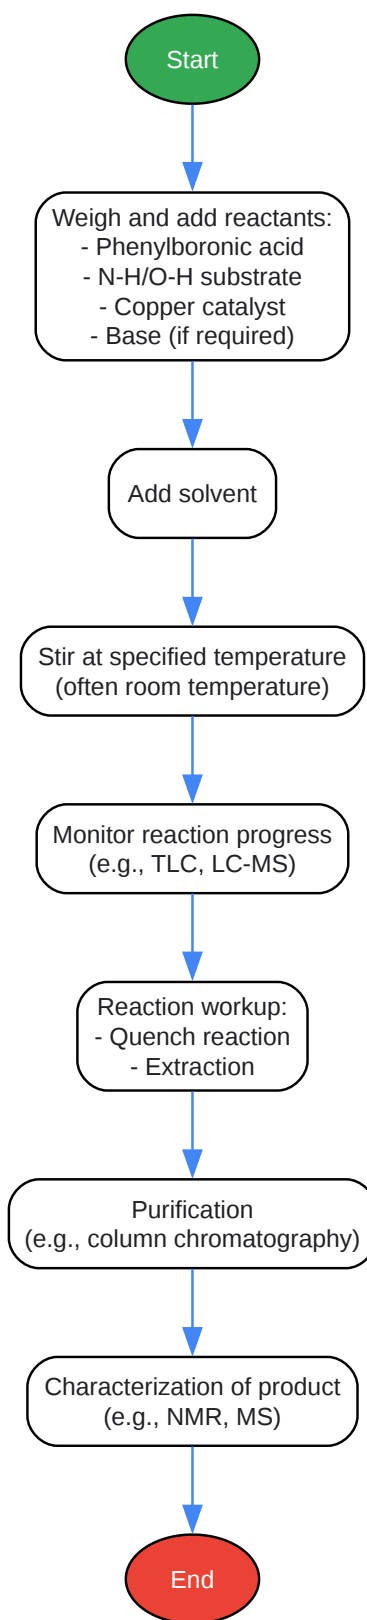 Start
Weigh and add reactants:
- Phenylboronic acid
- N-H/O-H substrate
- Copper catalyst
- Base (if required)
Add solvent
Stir at specified temperature
(often room temperature)
Monitor reaction progress
(e.g., TLC, LC-MS)
Reaction workup:
- Quench reaction
- Extraction
Purification
(e.g., column chromatography)
Characterization of product
(e.g., NMR, MS)
End